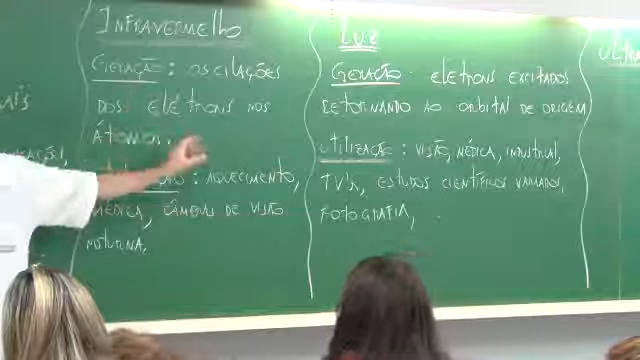 INFRAVERMELHO
GERAÇÃO: OSCILAÇÕES
DOS ELÉTRONS NOS
ÁTOMOS.
AQUECIMENTO,
MÉDICA, CÂMERAS DE VISÃO
NOTURNA,
LUZ
GERAÇÃO: ELÉTRONS EXCITADOS
RETORNANDO AO ORBITAL DE ORIGEM
UTILIZAÇÃO: VISÃO, MÉDICA, INDUSTRIAL,
TV'S, ESTUDOS CIENTÍFICOS VARIADOS,
FOTOGRAFIA,